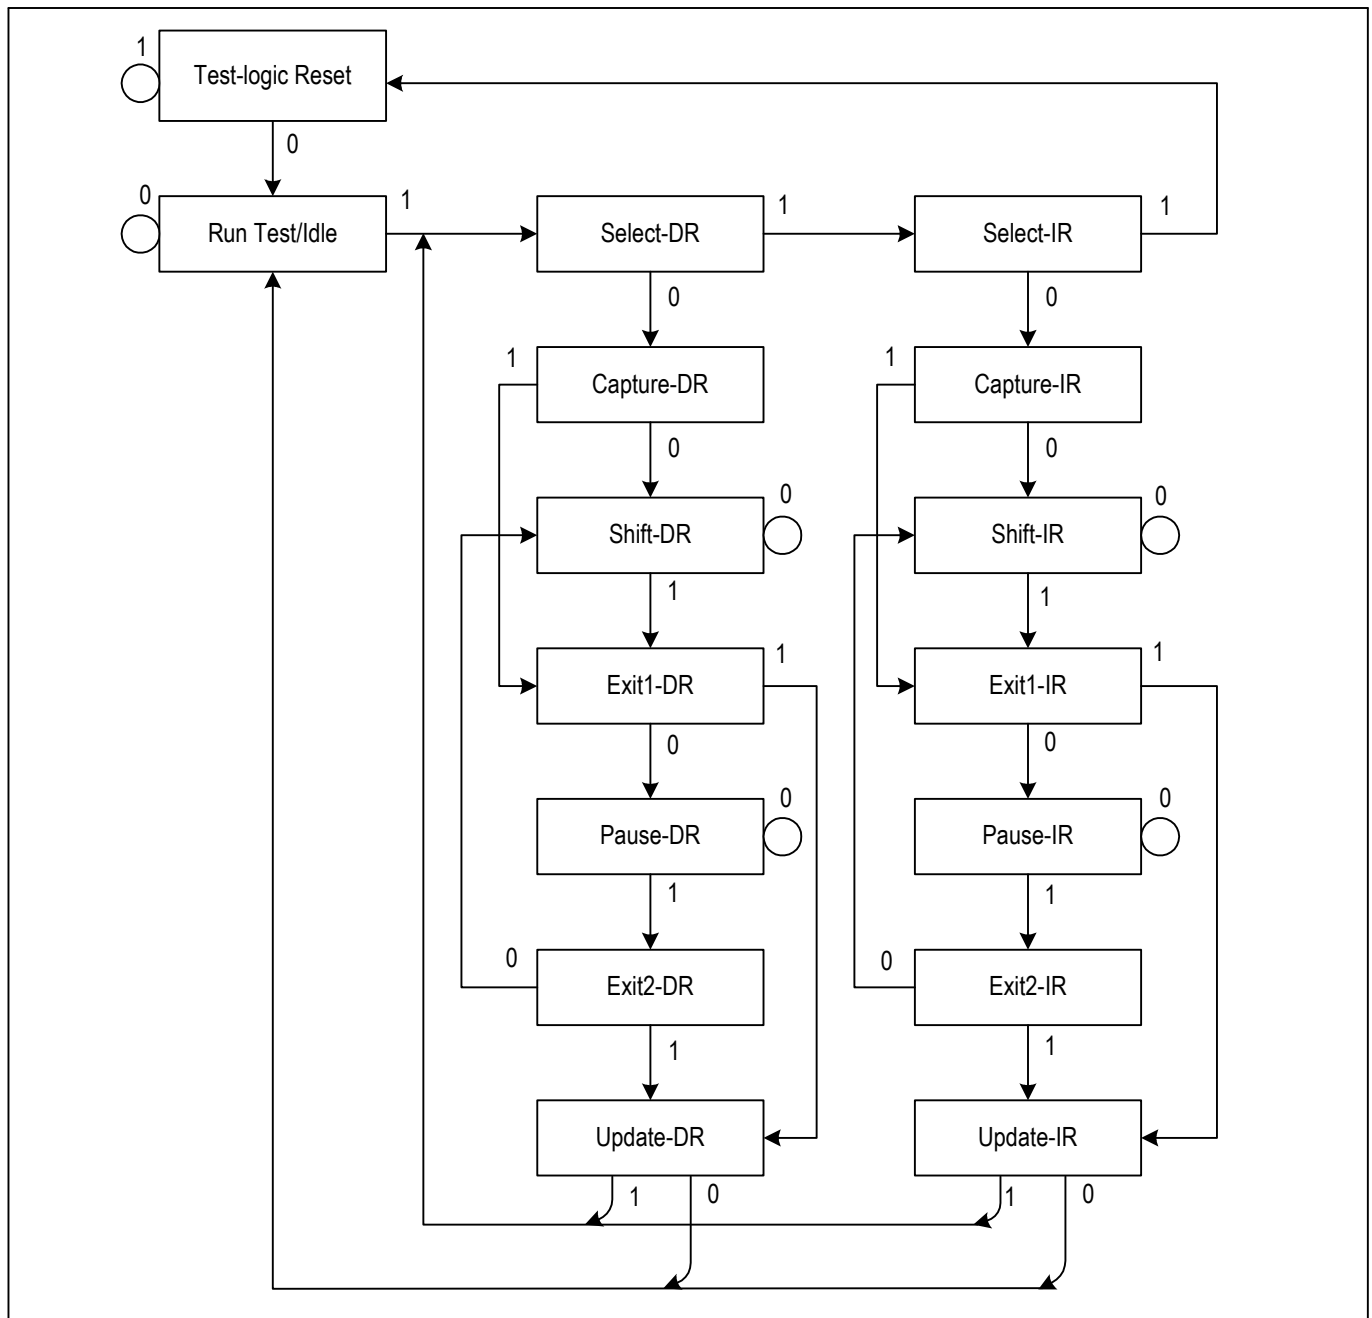 1
Test-logic Reset
0
0
Run Test/Idle
1
Select-DR
1
Select-IR
1
0
0
1
Capture-DR
1
Capture-IR
0
0
Shift-DR
0
Shift-IR
0
1
1
Exit1-DR
1
Exit1-IR
1
0
0
Pause-DR
0
Pause-IR
0
1
1
0
Exit2-DR
0
Exit2-IR
1
1
Update-DR
Update-IR
1
0
1
0